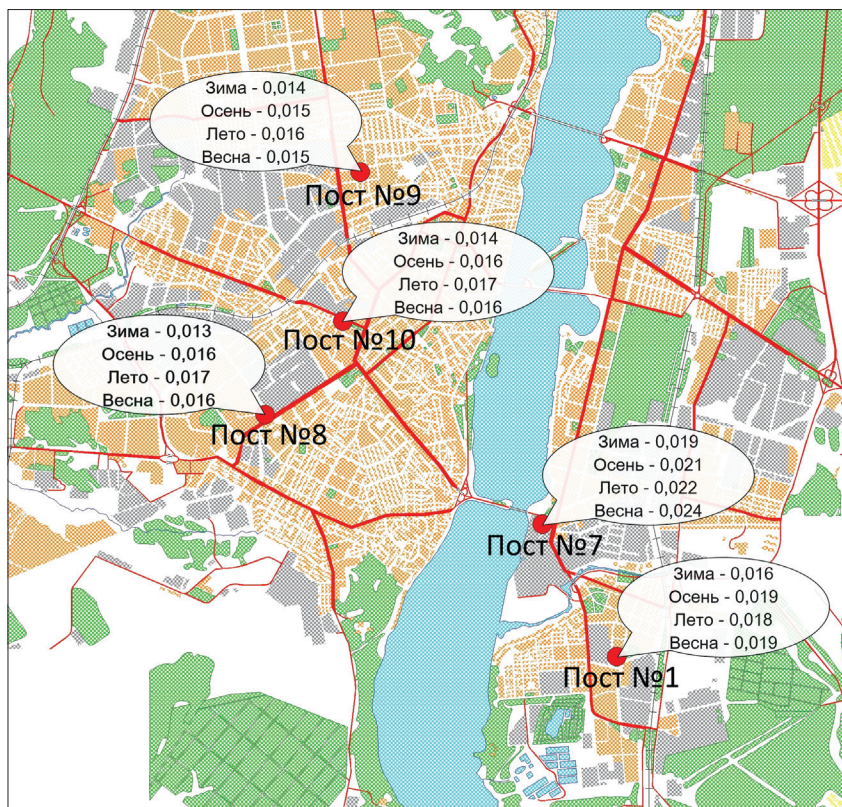 Зима - 0,014
Осень - 0,015
Лето - 0,016
Весна - 0,015
Пост №9
Зима - 0,014
Осень - 0,016
Лето - 0,017
Весна - 0,016
Пост №10
Зима - 0,013
Осень - 0,016
Лето - 0,017
Весна - 0,016
Пост №8
Зима - 0,019
Осень - 0,021
Лето - 0,022
Весна - 0,024
Пост №7
Зима - 0,016
Осень - 0,019
Лето - 0,018
Весна - 0,019
Пост №1